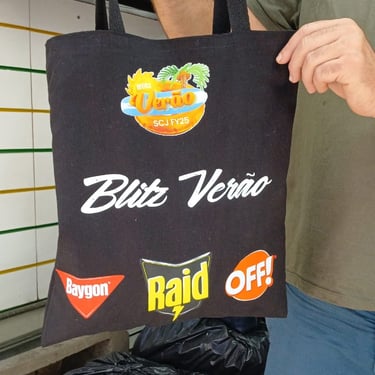 Verão
SCJ FY25
Blitz Verão
Baygon
Raid
OFF!